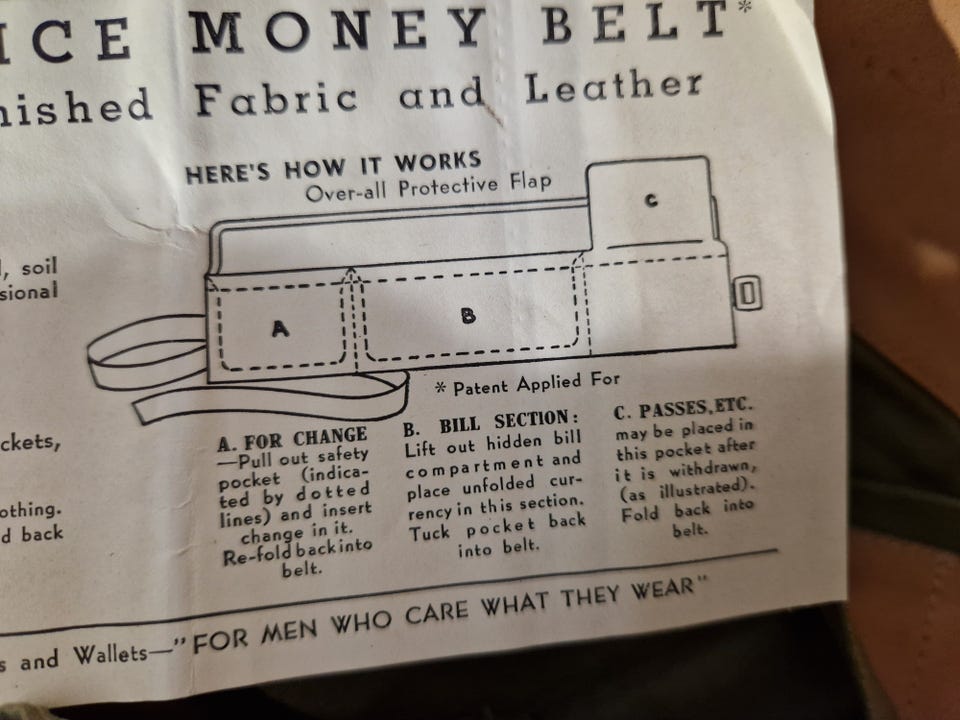 ICE MONEY BELT*
nished Fabric and Leather
HERE'S HOW IT WORKS
Over-all Protective Flap
C
, soil
sional
A
B
* Patent Applied For
ckets,
othing.
d back
A. FOR CHANGE
—Pull out safety
pocket (indica-
ted by dotted
lines) and insert
change in it.
Re-fold back into
belt.
B. BILL SECTION:
Lift out hidden bill
compartment and
place unfolded cur-
rency in this section.
Tuck pocket back
into belt.
C. PASSES, ETC.
may be placed in
this pocket after
it is withdrawn,
(as illustrated).
Fold back into
belt.
s and Wallets—"FOR MEN WHO CARE WHAT THEY WEAR"